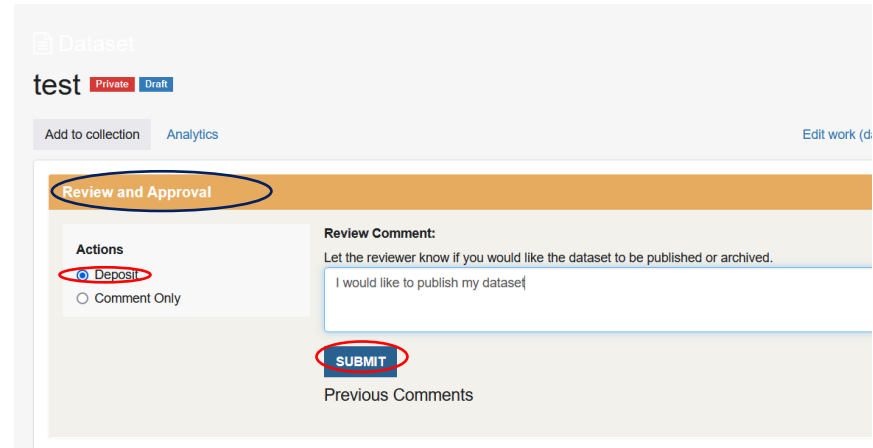 Dataset
test Private Draft
Add to collection Analytics Edit work (da
Review and Approval
Actions
Deposit
Comment Only
Review Comment:
Let the reviewer know if you would like the dataset to be published or archived.
I would like to publish my dataset
SUBMIT
Previous Comments